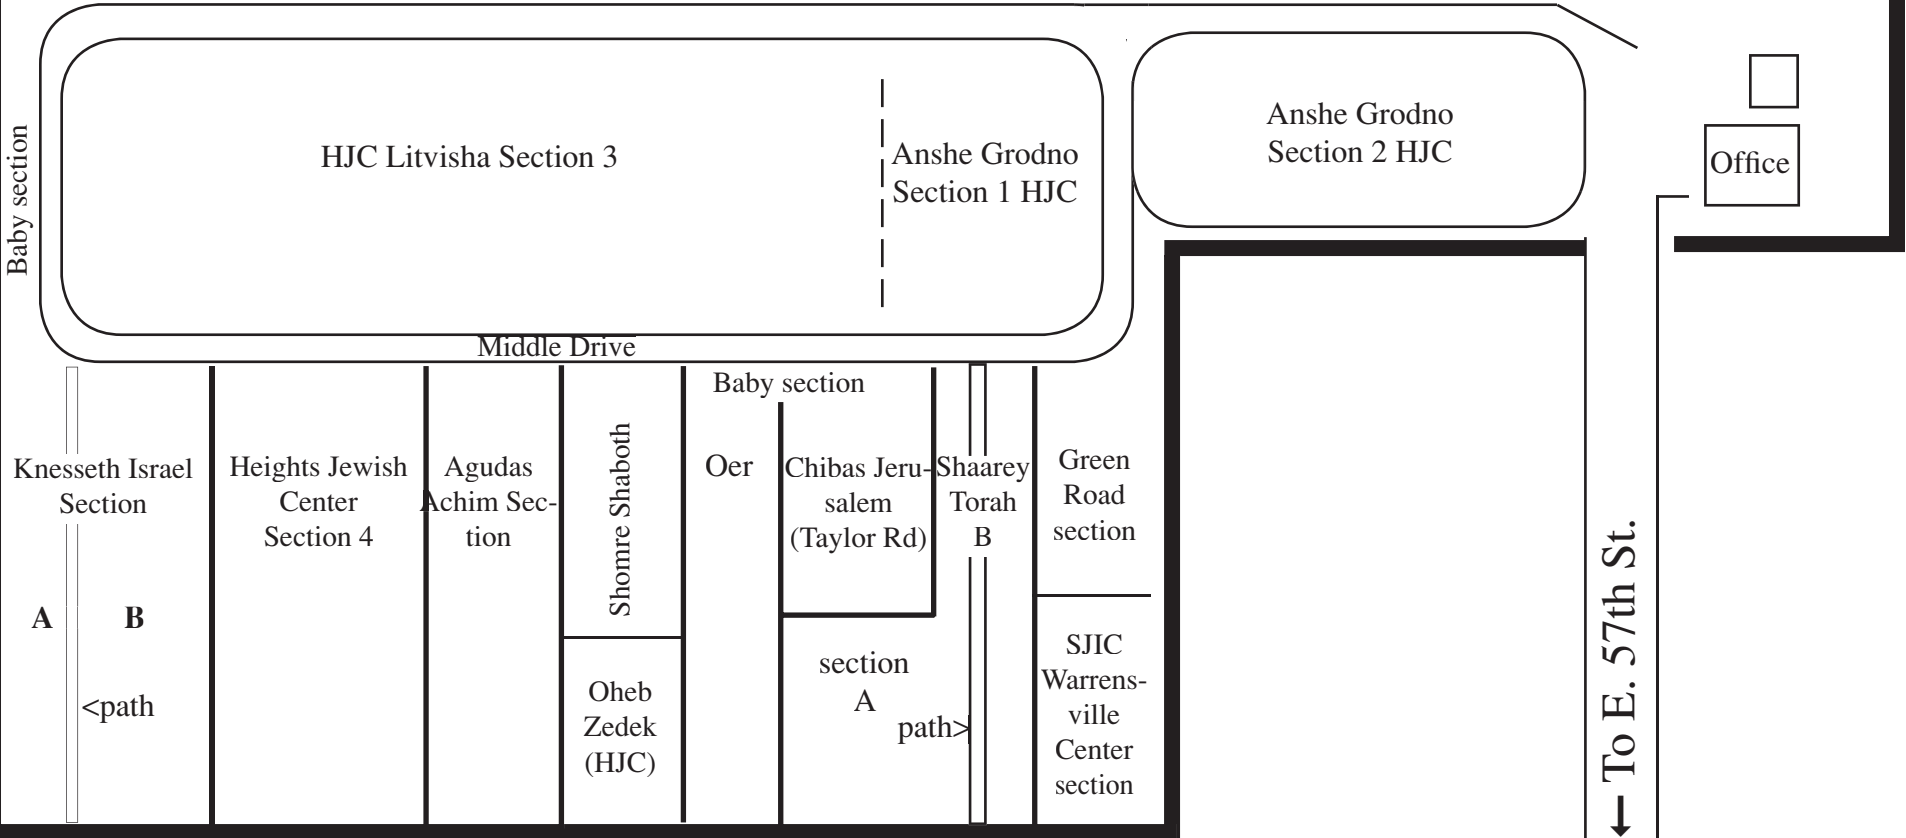 Baby section
HJC Litvisha Section 3
Anshe Grodno
Section 1 HJC
Anshe Grodno
Section 2 HJC
Office
Middle Drive
Baby section
Knesseth Israel
Section
A
B
<path
Heights Jewish
Center
Section 4
Agudas
Achim Sec-
tion
Shomre Shaboth
Oheb
Zedek
(HJC)
Oer
Chibas Jeru-
salem
(Taylor Rd)
section
A
path>
Shaarey
Torah
B
Green
Road
section
SJIC
Warrens-
ville
Center
section
To E. 57th St.